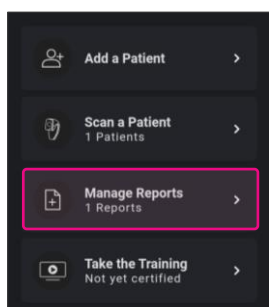 Add a Patient
Scan a Patient
1 Patients
Manage Reports
1 Reports
Take the Training
Not yet certified